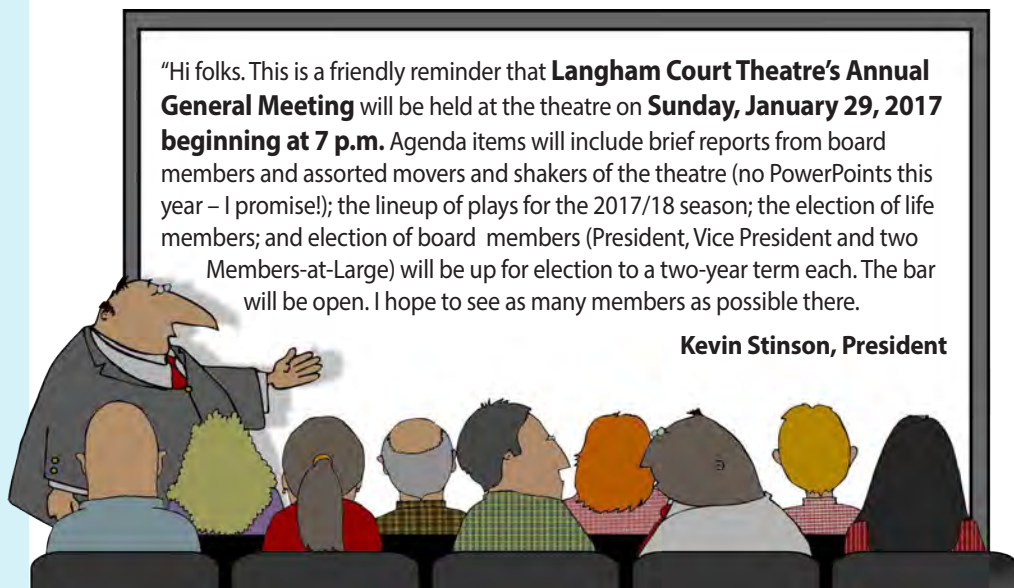 “Hi folks. This is a friendly reminder that Langham Court Theatre’s Annual
General Meeting will be held at the theatre on Sunday, January 29, 2017
beginning at 7 p.m. Agenda items will include brief reports from board
members and assorted movers and shakers of the theatre (no PowerPoints this
year – I promise!); the lineup of plays for the 2017/18 season; the election of life
members; and election of board members (President, Vice President and two
Members-at-Large) will be up for election to a two-year term each. The bar
will be open. I hope to see as many members as possible there.
Kevin Stinson, President